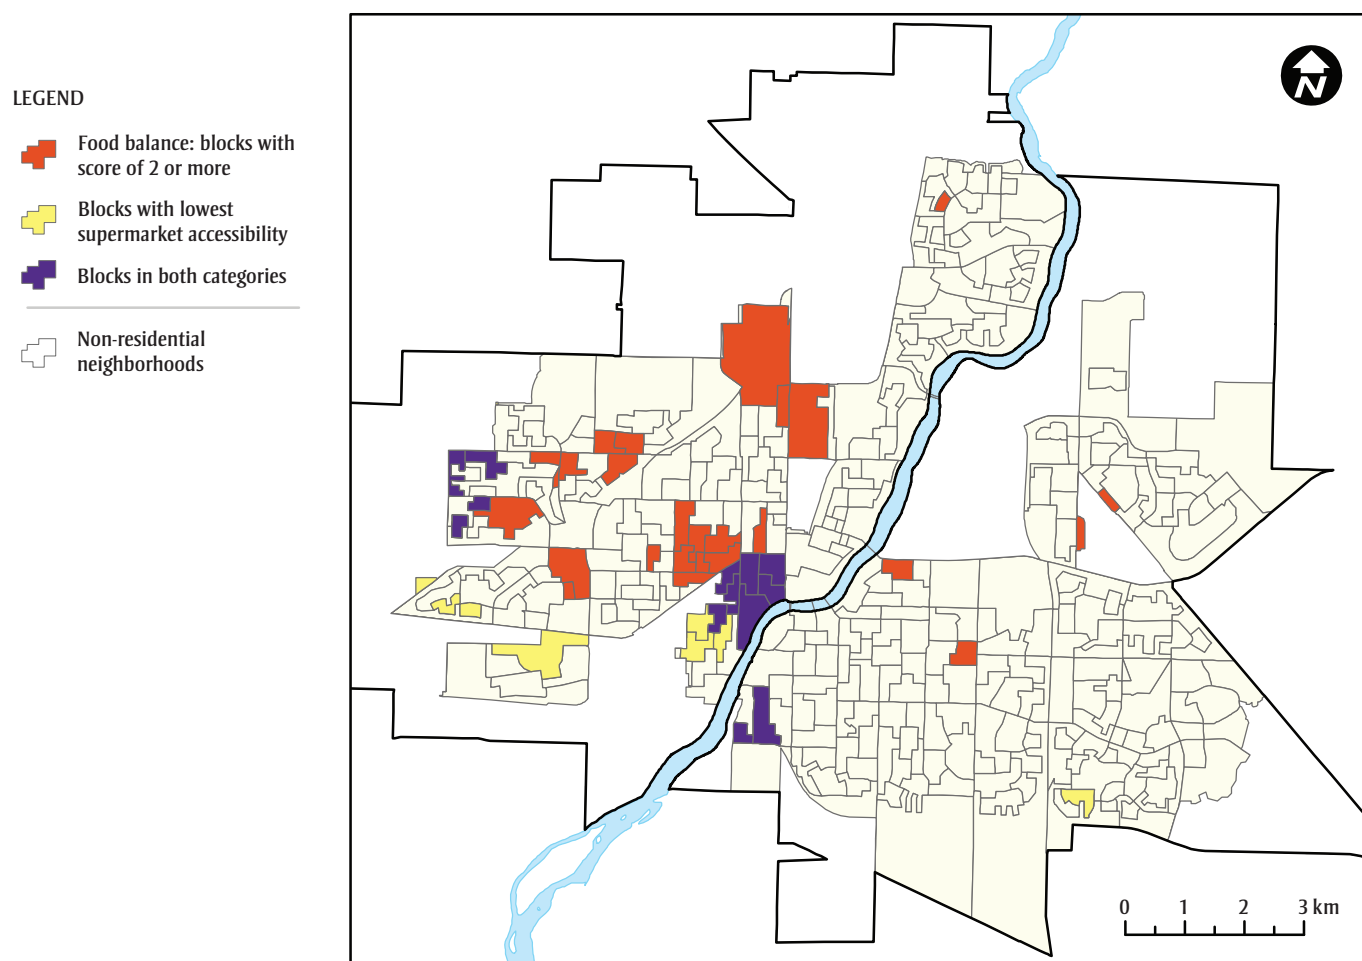 LEGEND
Food balance: blocks with
score of 2 or more
Blocks with lowest
supermarket accessibility
Blocks in both categories
Non-residential
neighborhoods
N
0 1 2 3 km